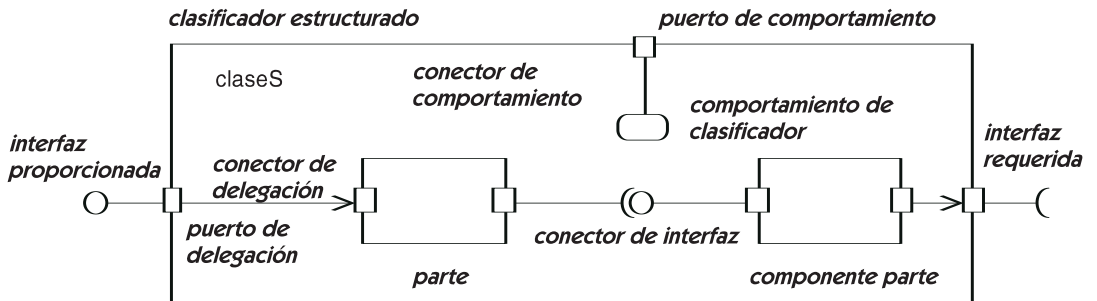 clasificador estructurado
puerto de comportamiento
claseS
conector de
comportamiento
comportamiento de
clasificador
interfaz
proporcionada
interfaz
requerida
conector de
delegación
puerto de
delegación
conector de interfaz
parte
componente parte